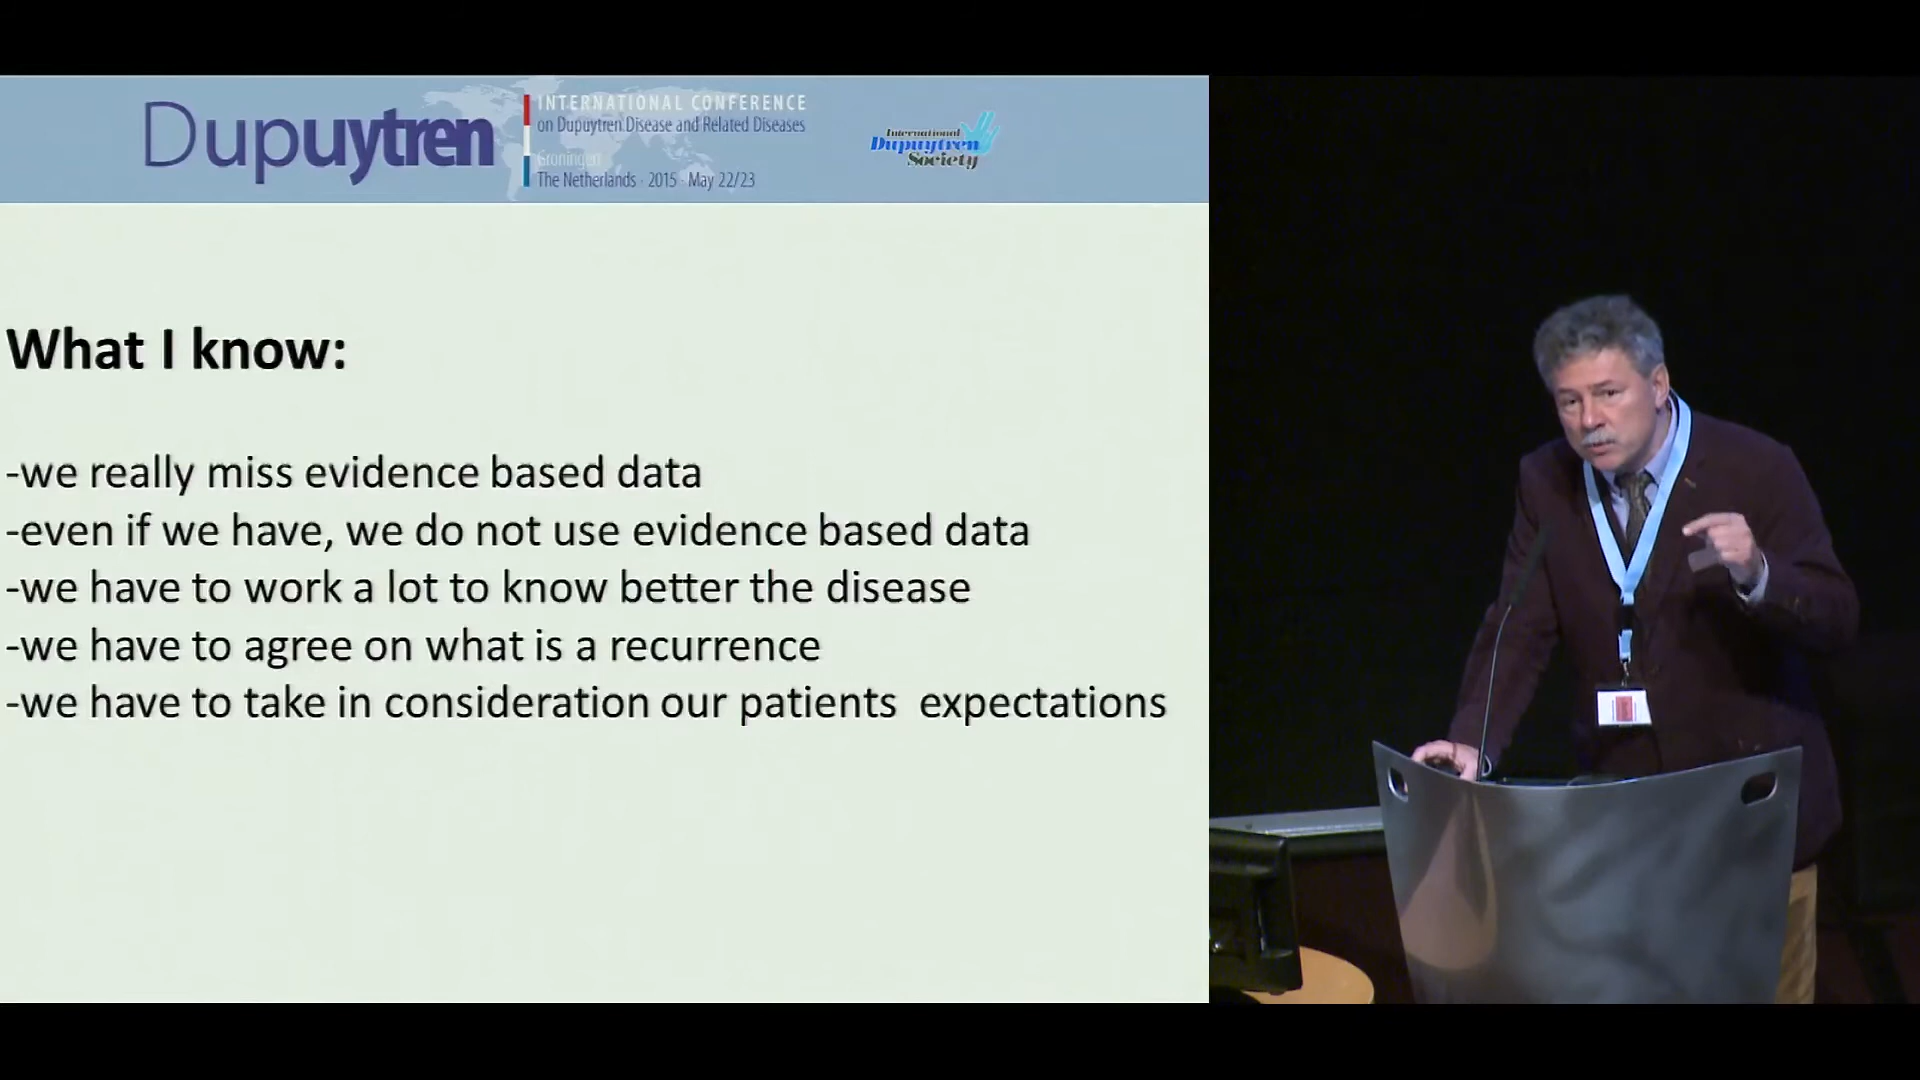 Dupuytren
INTERNATIONAL CONFERENCE
on Dupuytren Disease and Related Diseases
Groningen
The Netherlands · 2015 · May 22/23
International
Dupuytren
Society
What I know:
-we really miss evidence based data
-even if we have, we do not use evidence based data
-we have to work a lot to know better the disease
-we have to agree on what is a recurrence
-we have to take in consideration our patients  expectations